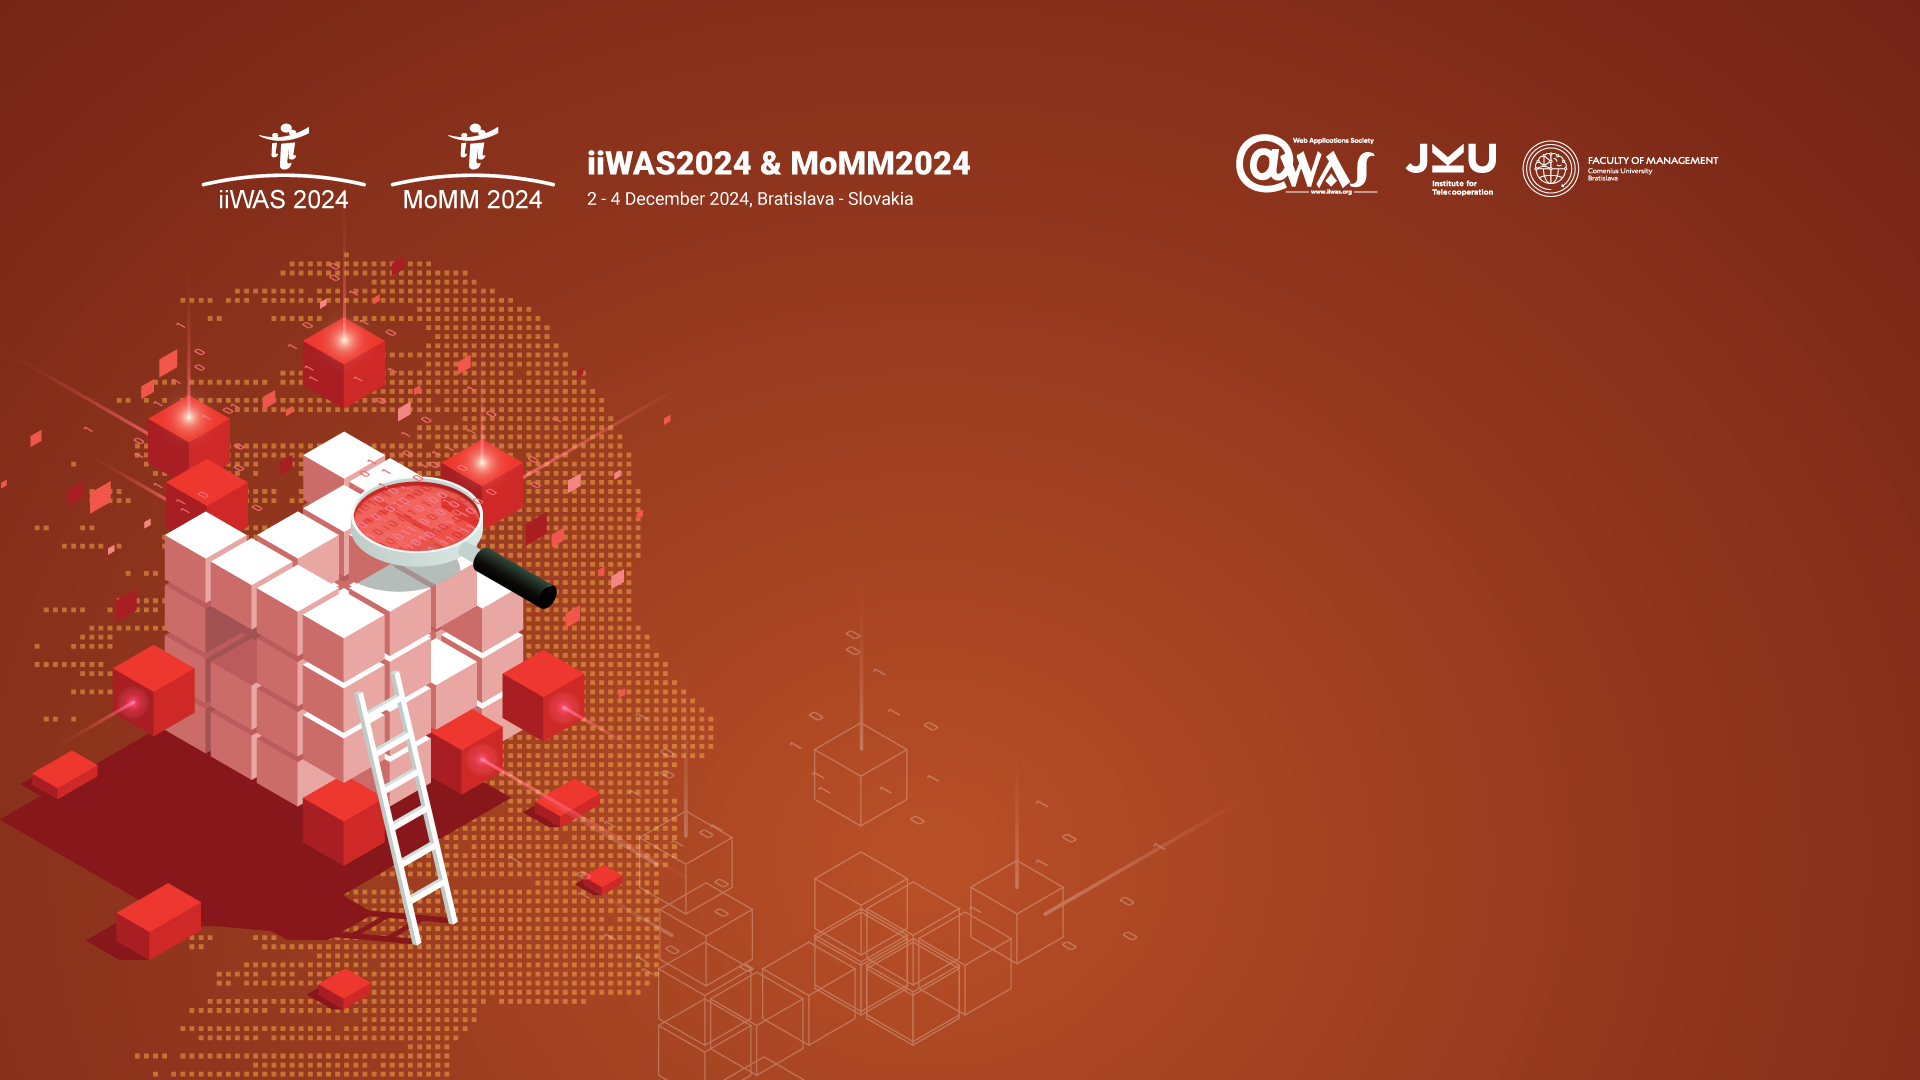 iiWAS 2024
MoMM 2024
iiWAS2024 & MoMM2024
2 - 4 December 2024, Bratislava - Slovakia
Web Applications Society
@WAS
www.iiwas.org
JKU
Institute for
Telecooperation
FACULTY OF MANAGEMENT
Comenius University
Bratislava